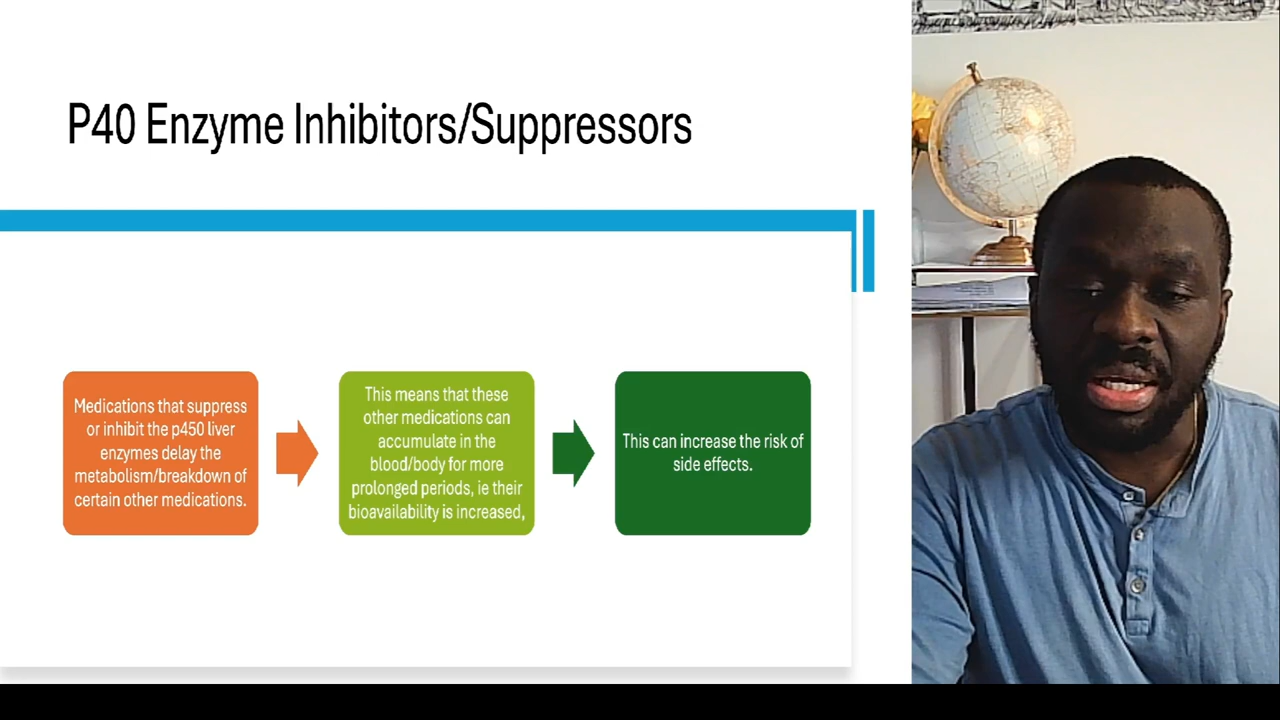 P40 Enzyme Inhibitors/Suppressors
Medications that suppress
or inhibit the p450 liver
enzymes delay the
metabolism/breakdown of
certain other medications.
This means that these
other medications can
accumulate in the
blood/body for more
prolonged periods, ie their
bioavailability is increased,
This can increase the risk of
side effects.